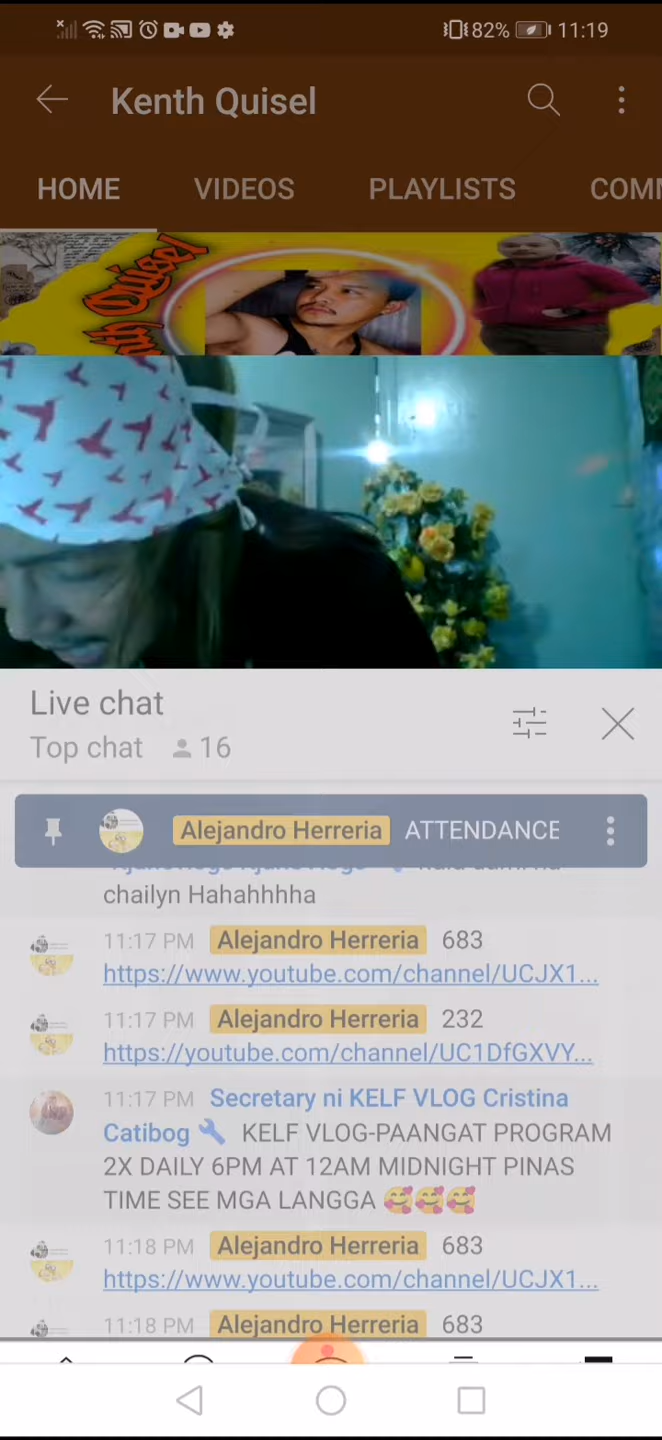 82% 11:19
Kenth Quisel
HOME VIDEOS PLAYLISTS COMM
nth Quisel
Live chat
Top chat 16
Alejandro Herreria ATTENDANCE
chailyn Hahahhhha
11:17 PM Alejandro Herreria 683
https://www.youtube.com/channel/UCJX1...
11:17 PM Alejandro Herreria 232
https://youtube.com/channel/UC1DfGXVY...
11:17 PM Secretary ni KELF VLOG Cristina
Catibog 🔧 KELF VLOG-PAANGAT PROGRAM
2X DAILY 6PM AT 12AM MIDNIGHT PINAS
TIME SEE MGA LANGGA 🥰🥰🥰
11:18 PM Alejandro Herreria 683
https://www.youtube.com/channel/UCJX1...
11:18 PM Alejandro Herreria 683